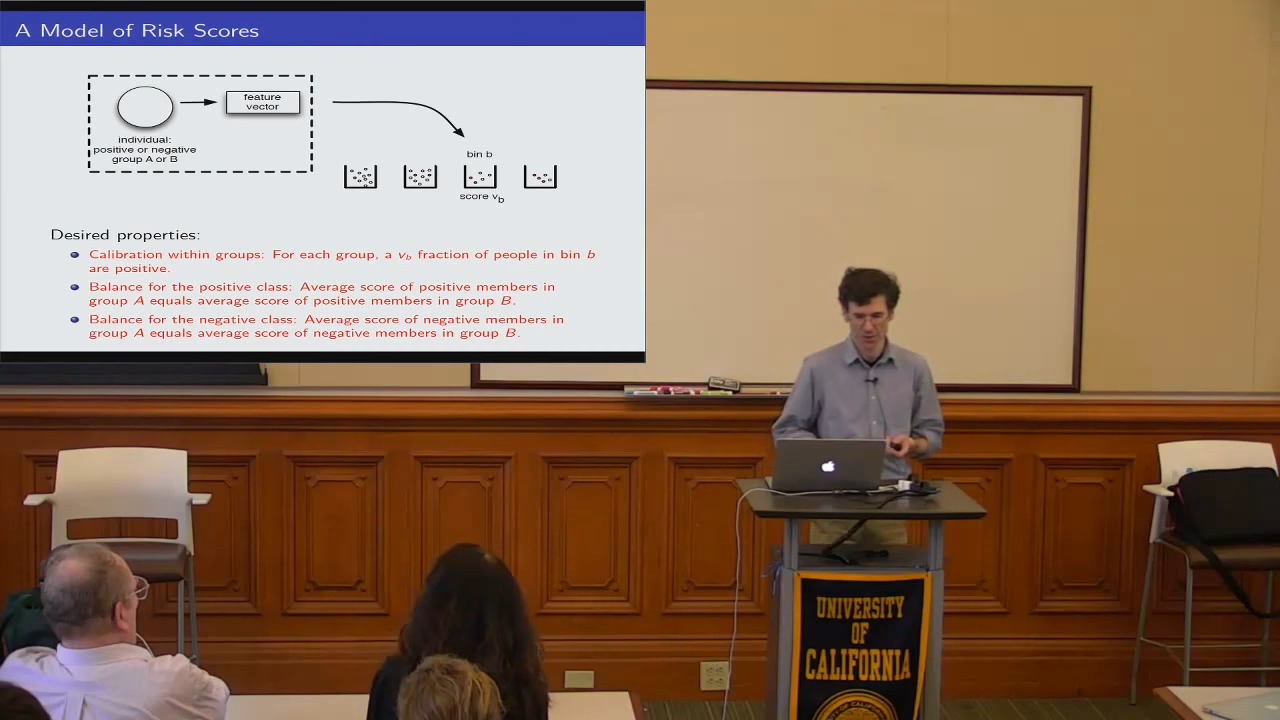 A Model of Risk Scores
feature
vector
individual:
positive or negative
group A or B
bin b
score v_b
Desired properties:
Calibration within groups: For each group, a v_b fraction of people in bin b
are positive.
Balance for the positive class: Average score of positive members in
group A equals average score of positive members in group B.
Balance for the negative class: Average score of negative members in
group A equals average score of negative members in group B.
UNIVERSITY
OF
CALIFORNIA